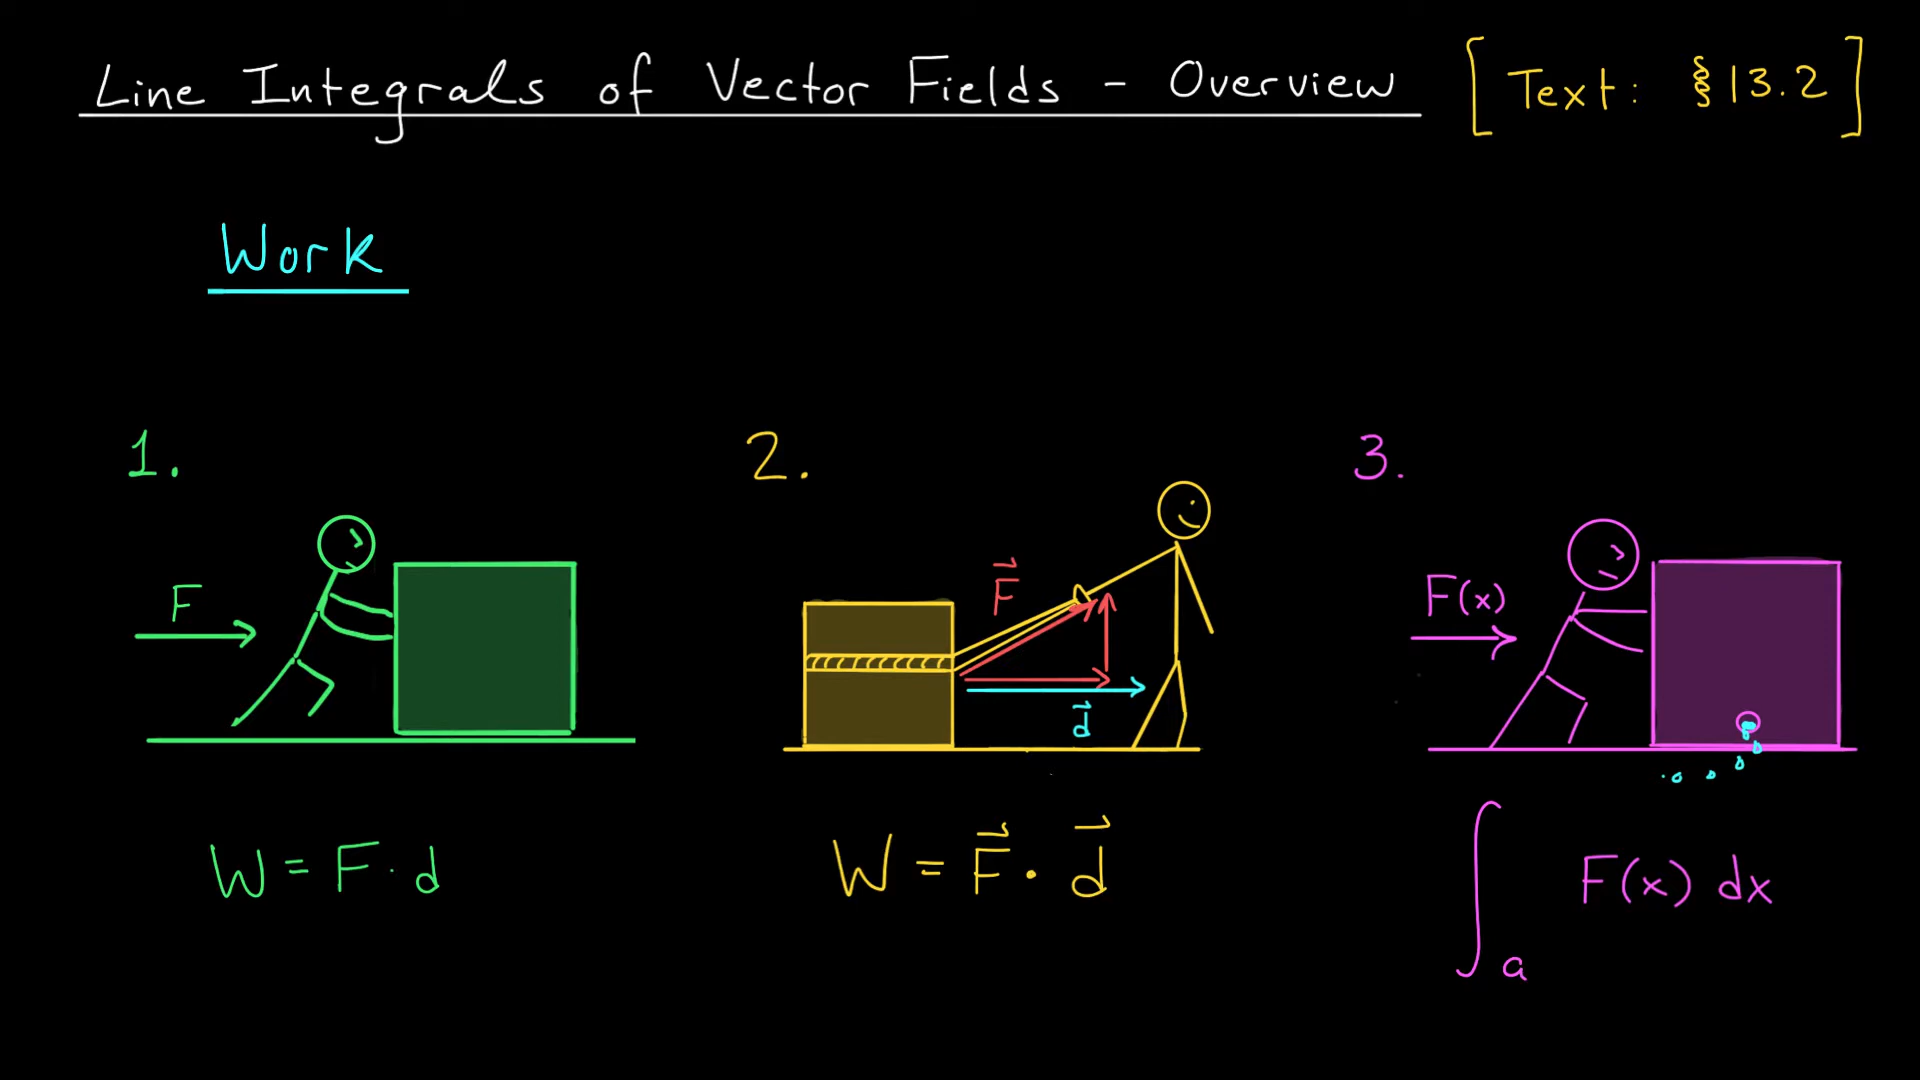 Line Integrals of Vector Fields - Overview [Text: §13.2]
Work
1.
F
W = F · d
2.
F⃗
d⃗
W = F⃗ · d⃗
3.
F(x)
∫ₐ F(x) dx